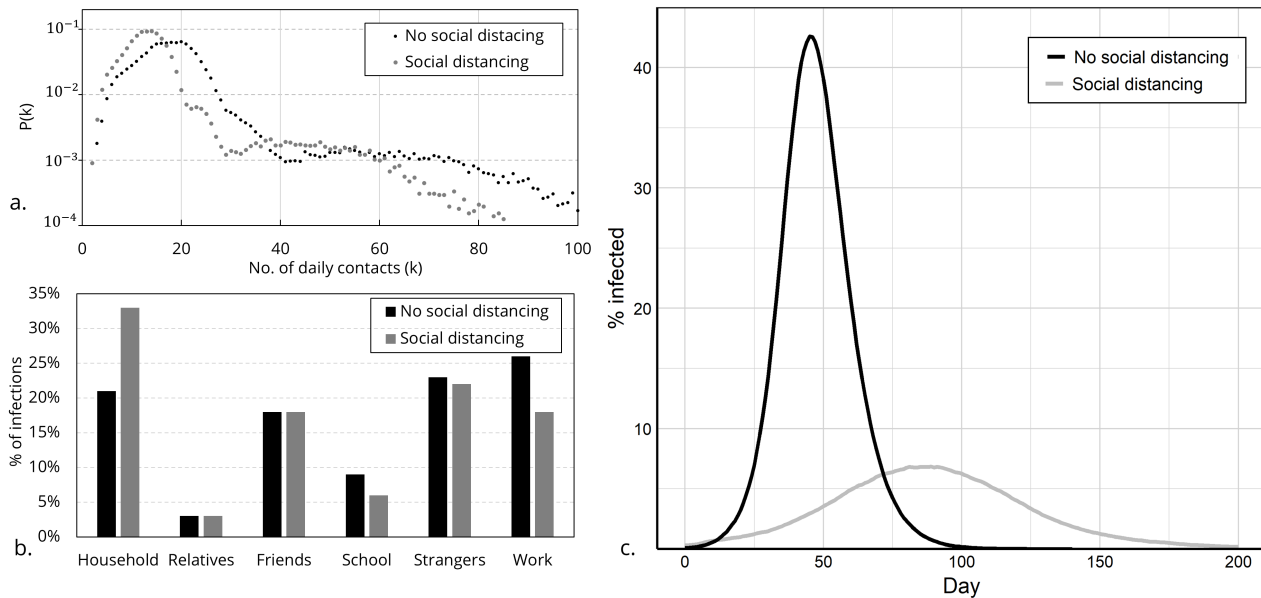 10⁻¹
10⁻²
10⁻³
10⁻⁴
P(k)
No social distacing
Social distancing
a.
0 20 40 60 80 100
No. of daily contacts (k)
35%
30%
25%
20%
15%
10%
5%
0%
% of infections
No social distancing
Social distancing
b.
Household Relatives Friends School Strangers Work
40
30
20
10
% infected
No social distancing
Social distancing
c.
0 50 100 150 200
Day